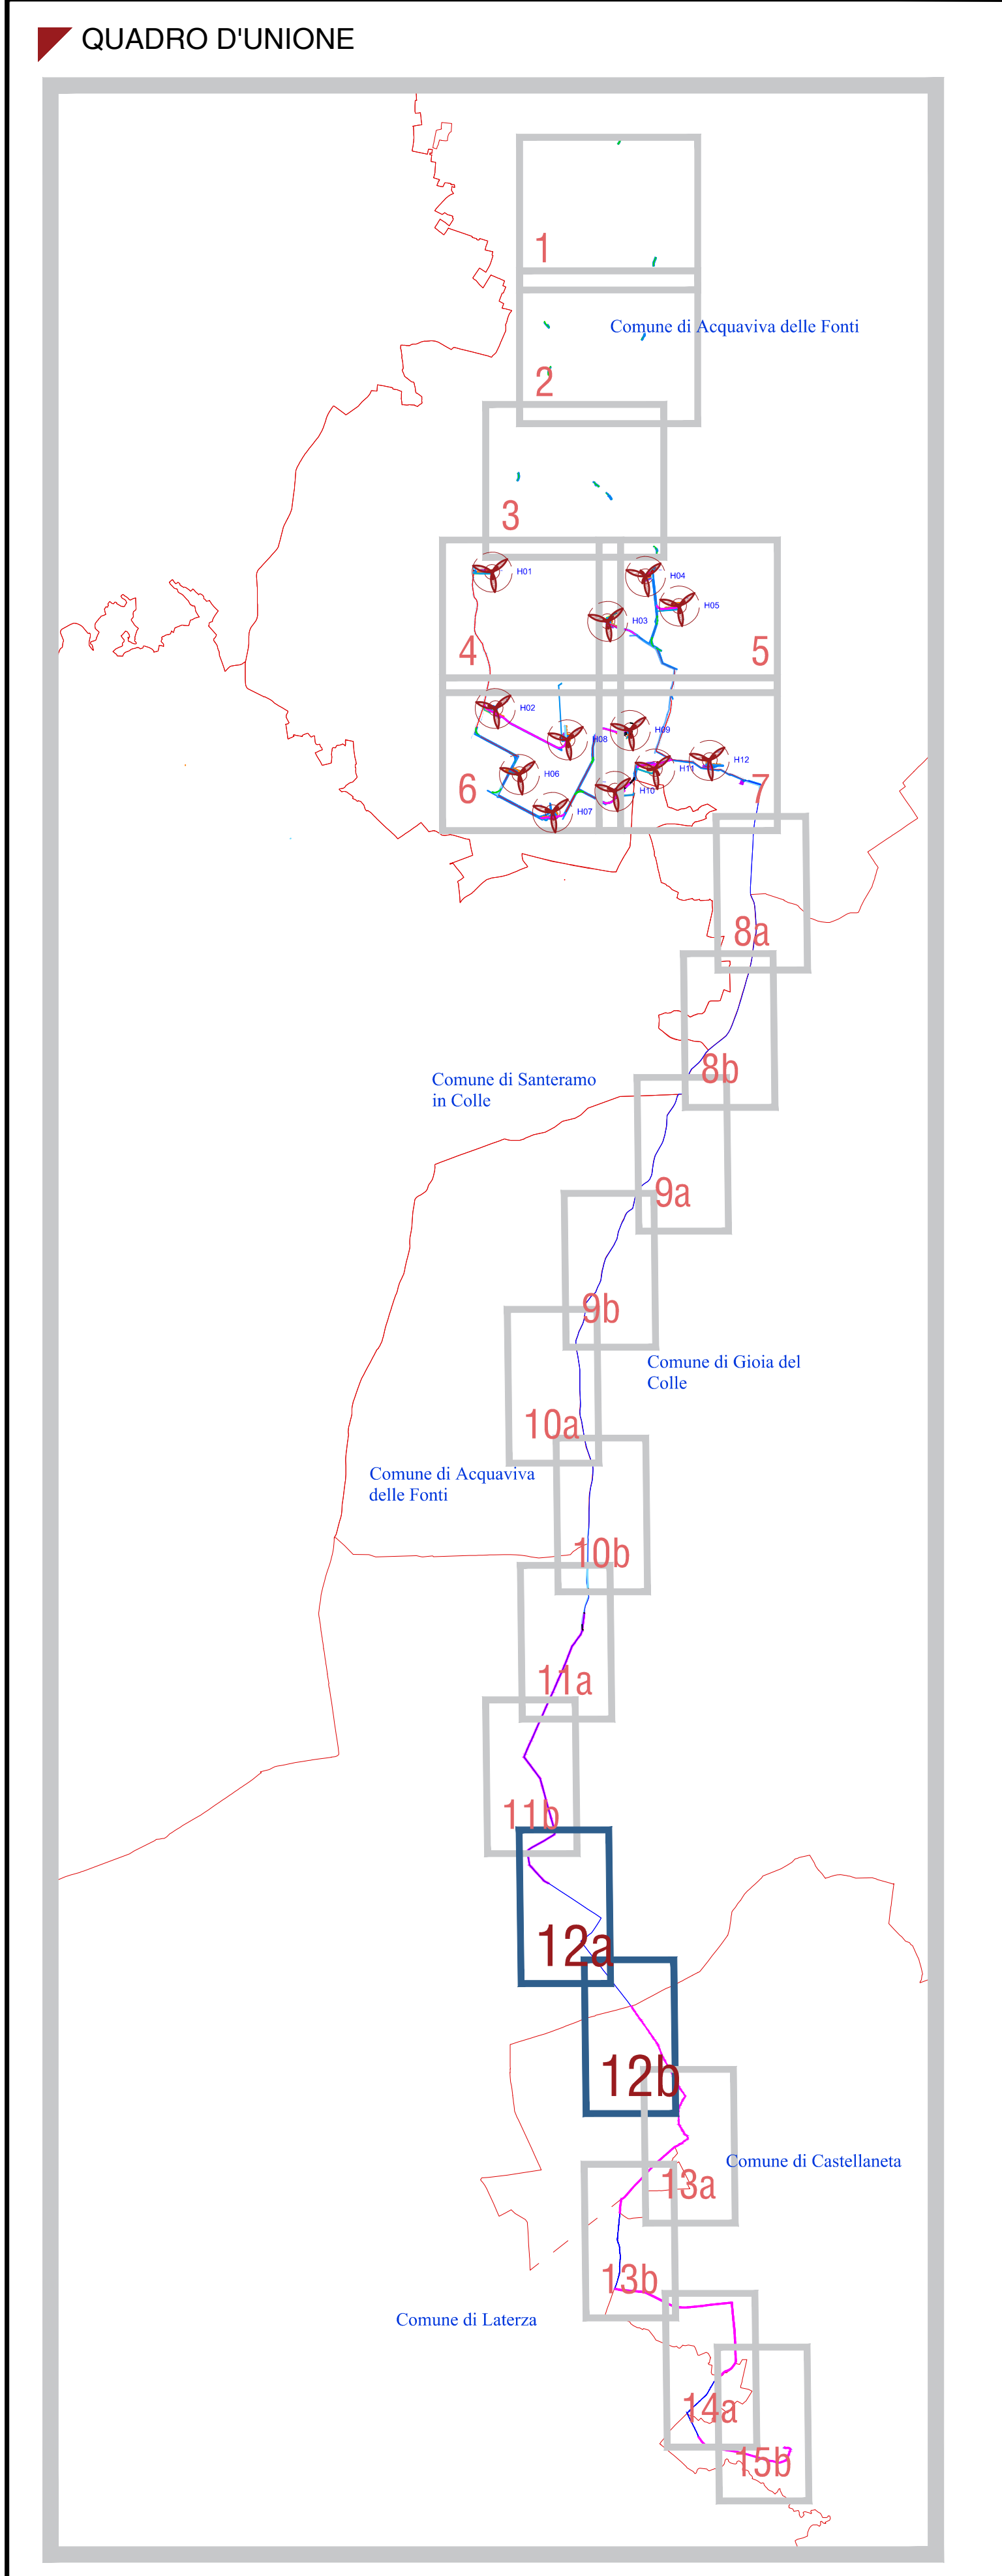 QUADRO D'UNIONE
1
Comune di Acquaviva delle Fonti
2
3
H01
H04
H05
H03
4
5
H02
H09
H08
H12
H11
H06
6
7
H10
H07
8a
8b
Comune di Santeramo
in Colle
9a
9b
Comune di Gioia del
Colle
10a
Comune di Acquaviva
delle Fonti
10b
11a
11b
12a
12b
Comune di Castellaneta
13a
13b
Comune di Laterza
14a
15b